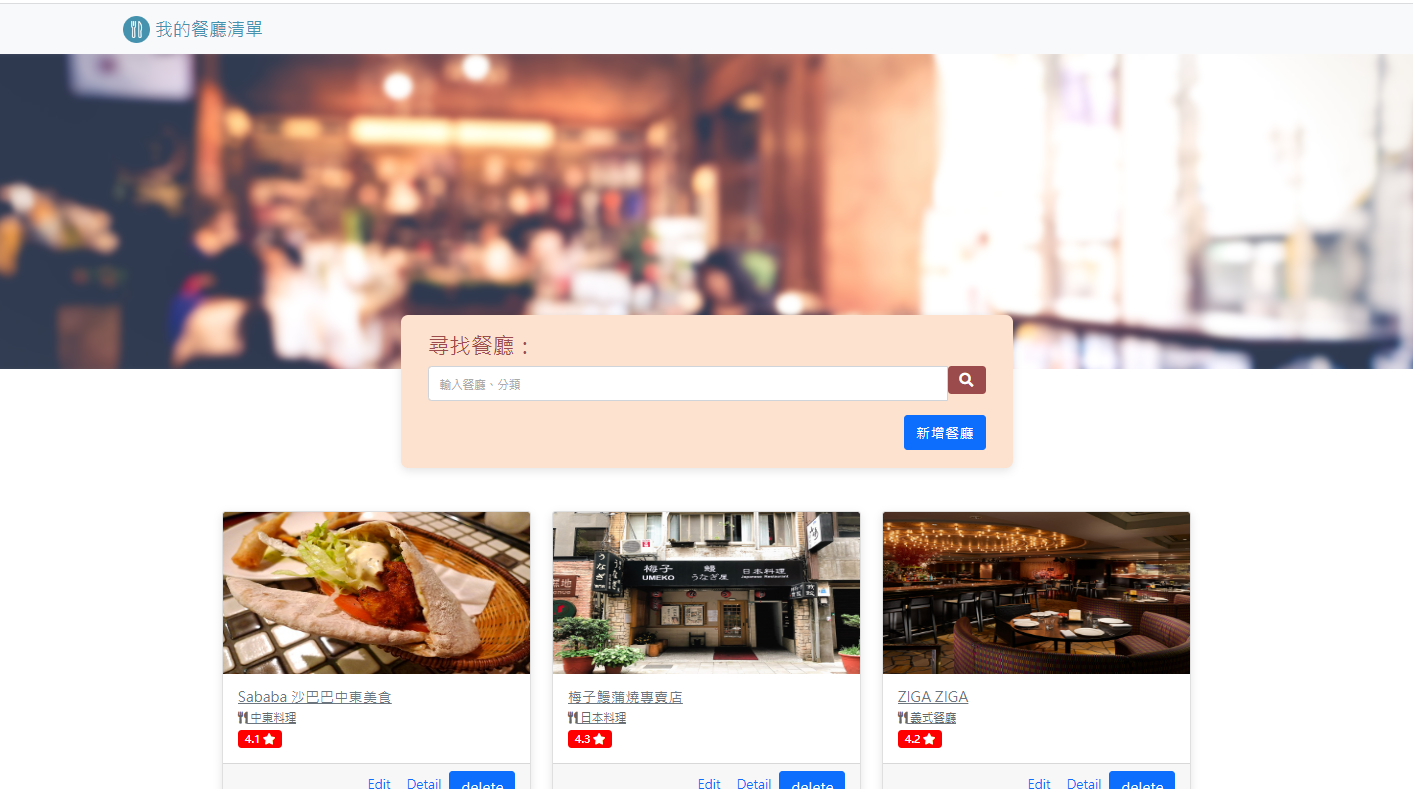 我的餐廳清單
尋找餐廳：
輸入餐廳、分類
新增餐廳
梅子 鰻 日本料理
UMEKO うなぎ屋 Japanese Restaurant
うなぎ
Sababa 沙巴巴中東美食
中東料理
4.1
Edit Detail delete
梅子鰻蒲燒專賣店
日本料理
4.3
Edit Detail delete
ZIGA ZIGA
義式餐廳
4.2
Edit Detail delete